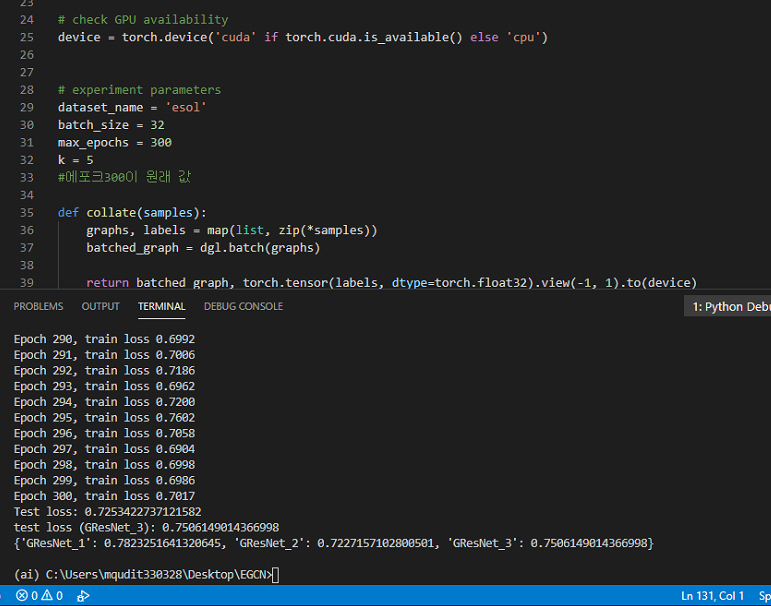 23
24 # check GPU availability
25 device = torch.device('cuda' if torch.cuda.is_available() else 'cpu')
26
27
28 # experiment parameters
29 dataset_name = 'esol'
30 batch_size = 32
31 max_epochs = 300
32 k = 5
33 #에포크300이 원래 값
34
35 def collate(samples):
36 graphs, labels = map(list, zip(*samples))
37 batched_graph = dgl.batch(graphs)
38
39 return batched_graph, torch.tensor(labels, dtype=torch.float32).view(-1, 1).to(device)
PROBLEMS OUTPUT TERMINAL DEBUG CONSOLE 1: Python Debu
Epoch 290, train loss 0.6992
Epoch 291, train loss 0.7006
Epoch 292, train loss 0.7186
Epoch 293, train loss 0.6962
Epoch 294, train loss 0.7200
Epoch 295, train loss 0.7602
Epoch 296, train loss 0.7058
Epoch 297, train loss 0.6904
Epoch 298, train loss 0.6998
Epoch 299, train loss 0.6986
Epoch 300, train loss 0.7017
Test loss: 0.7253422737121582
test loss (GResNet_3): 0.7506149014366998
{'GResNet_1': 0.7823251641320645, 'GResNet_2': 0.7227157102800501, 'GResNet_3': 0.7506149014366998}
(ai) C:\Users\mqudit330328\Desktop\EGCN>
0 0 Ln 131, Col 1 Sp